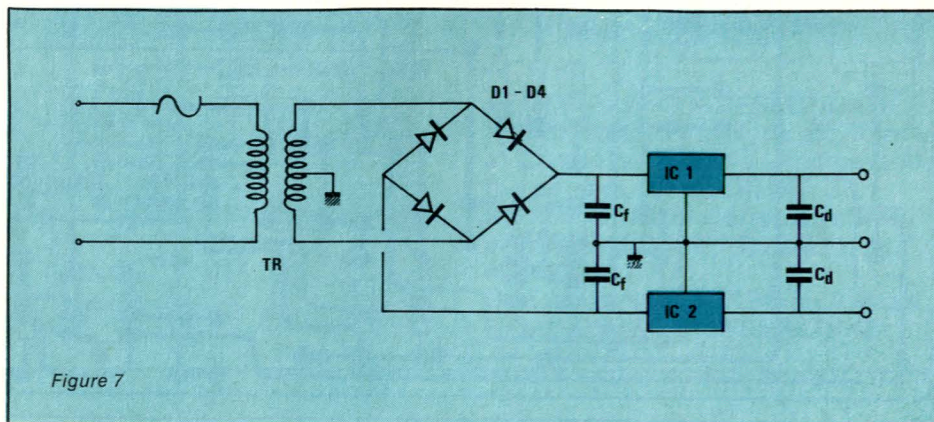 D1 - D4
IC 1
Cf
Cd
TR
Cf
Cd
IC 2
Figure 7